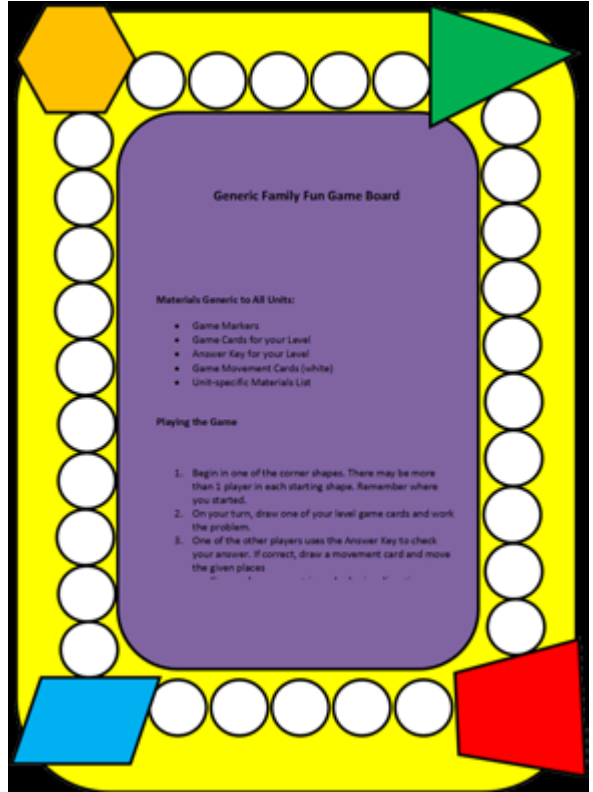 Generic Family Fun Game Board
Materials Generic to All Units:
• Game Markers
• Game Cards for your Level
• Answer Key for your Level
• Game Movement Cards (white)
• Unit-specific Materials List
Playing the Game
1. Begin in one of the corner shapes. There may be more
than 1 player in each starting shape. Remember where
you started.
2. On your turn, draw one of your level game cards and work
the problem.
3. One of the other players uses the Answer Key to check
your answer. If correct, draw a movement card and move
the given places